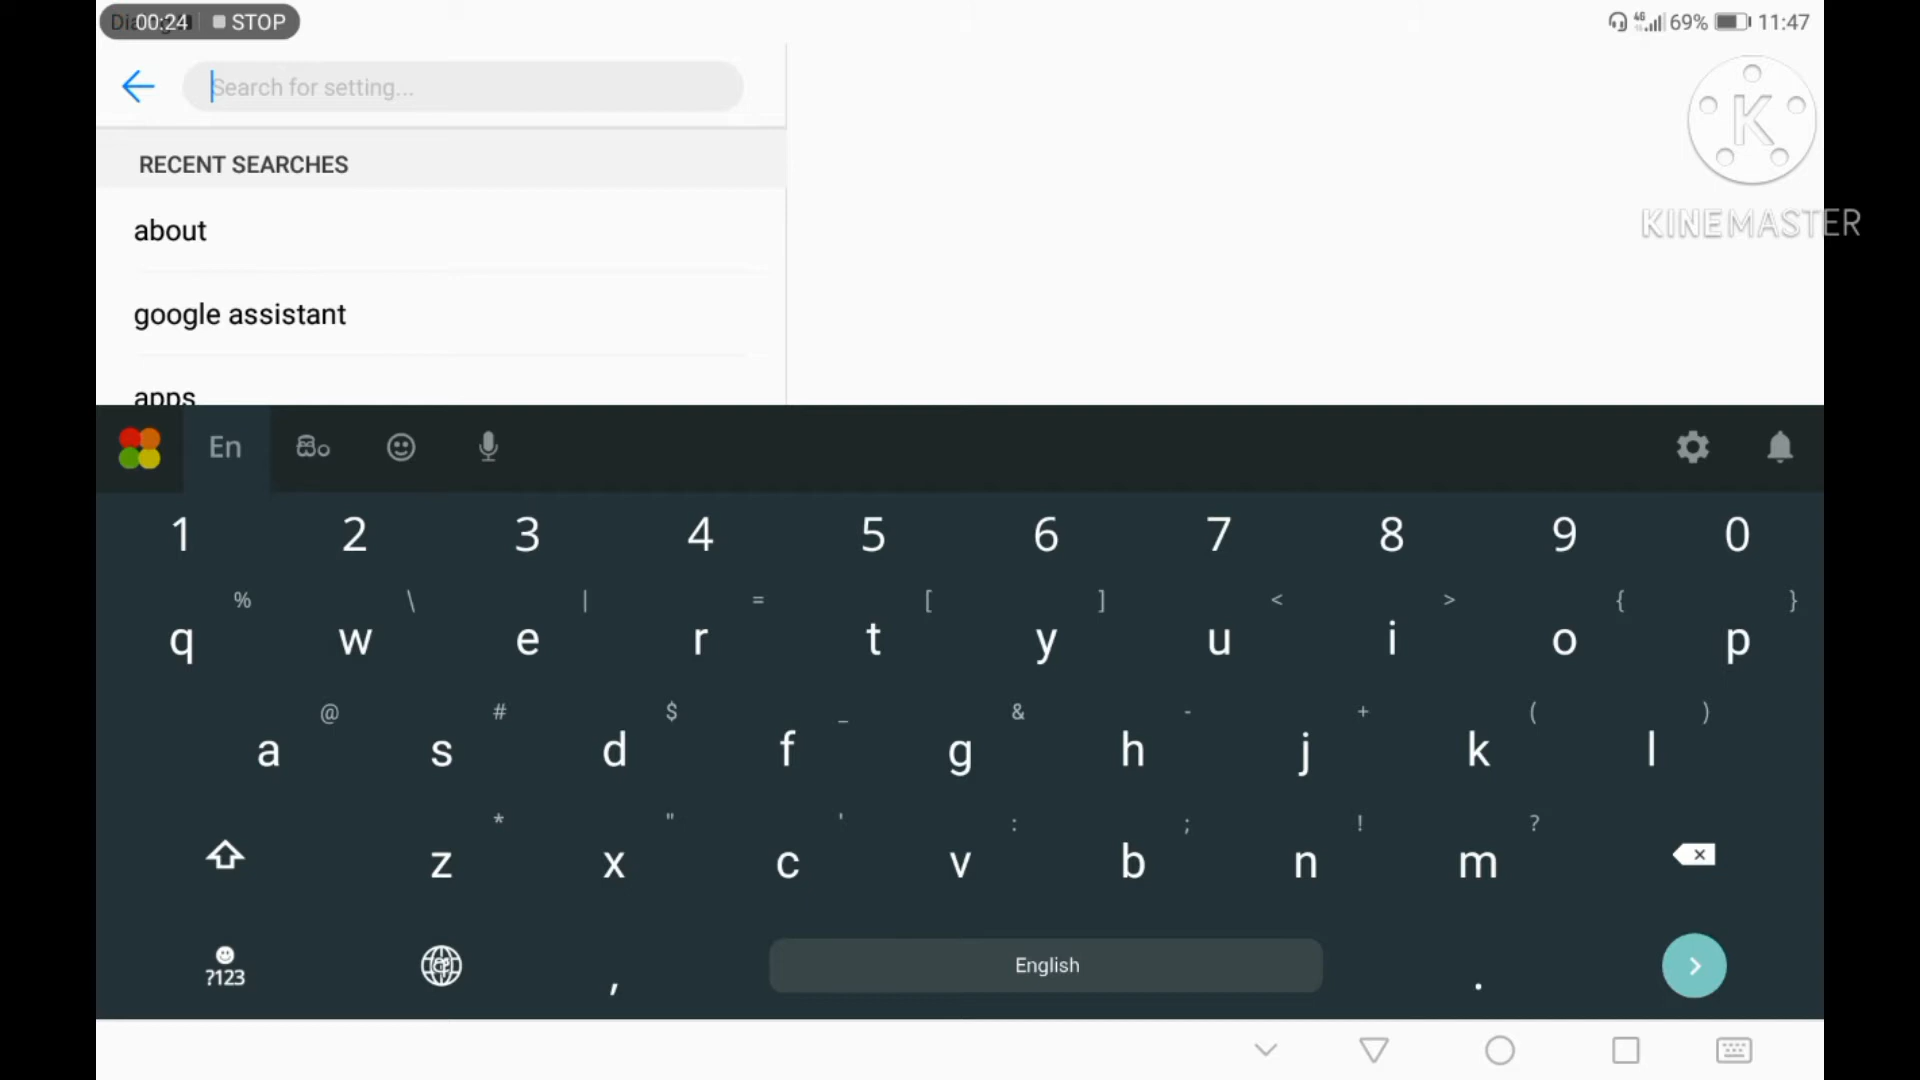 00:24 STOP
4G 69% 11:47
Search for setting...
K
KINEMASTER
RECENT SEARCHES
about
google assistant
apps
En
1 2 3 4 5 6 7 8 9 0
% \ | = [ ] < > { }
q w e r t y u i o p
@ # $ _ & - + ( )
a s d f g h j k l
* " ' : ; ! ?
z x c v b n m
?123 , English .